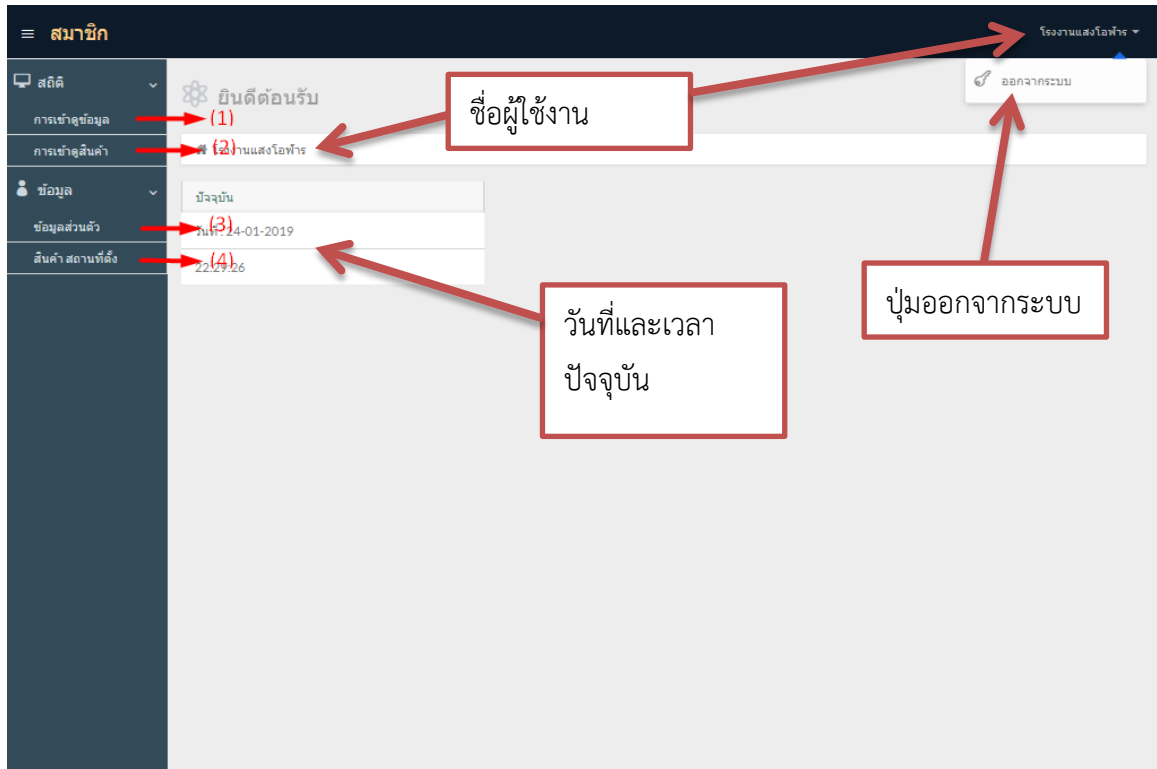 สมาชิก
โรงงานแสงโอฬาร
ออกจากระบบ
สถิติ
การเข้าดูข้อมูล
(1)
การเข้าดูสินค้า
(2)
ข้อมูล
ข้อมูลส่วนตัว
(3)
สินค้า สถานที่ตั้ง
(4)
ยินดีต้อนรับ
โรงงานแสงโอฬาร
ชื่อผู้ใช้งาน
ปัจจุบัน
วันที่ : 24-01-2019
22:29:26
วันที่และเวลา
ปัจจุบัน
ปุ่มออกจากระบบ